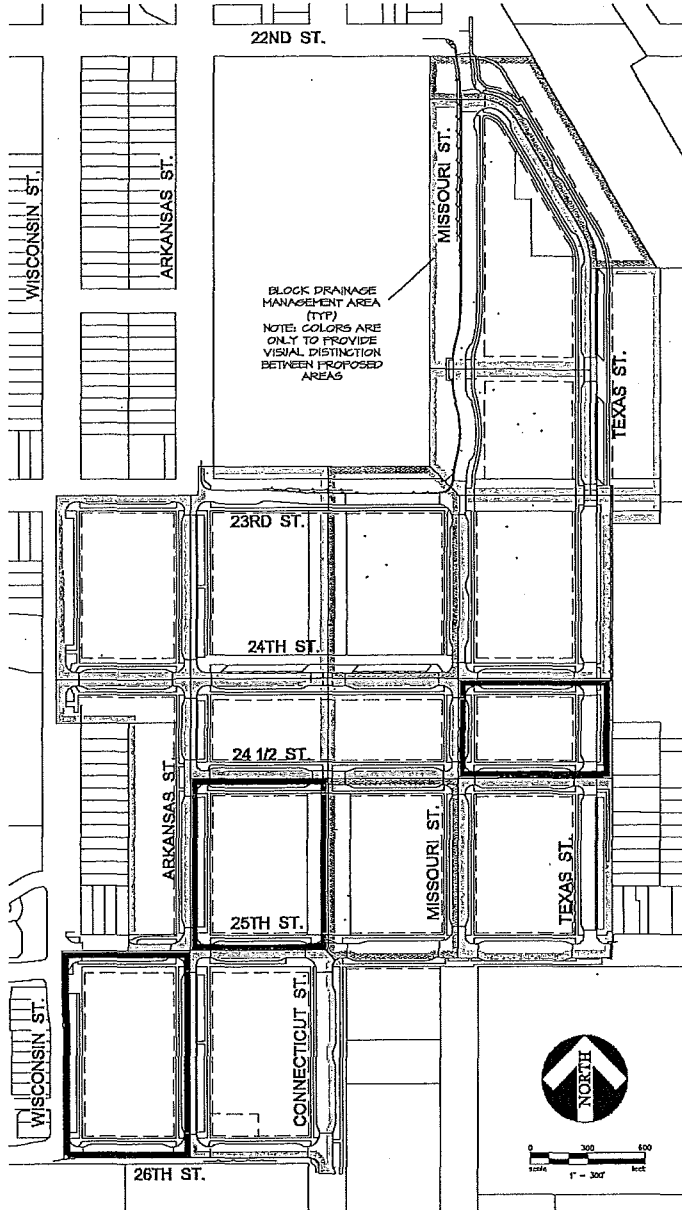 22ND ST.
WISCONSIN ST.
ARKANSAS ST.
MISSOURI ST.
BLOCK DRAINAGE
MANAGEMENT AREA
(TYP)
NOTE: COLORS ARE
ONLY TO PROVIDE
VISUAL DISTINCTION
BETWEEN PROPOSED
AREAS
TEXAS ST.
23RD ST.
24TH ST.
24 1/2 ST.
ARKANSAS ST.
MISSOURI ST.
TEXAS ST.
25TH ST.
WISCONSIN ST.
CONNECTICUT ST.
NORTH
0 300 600
scale feet
1" = 300'
26TH ST.